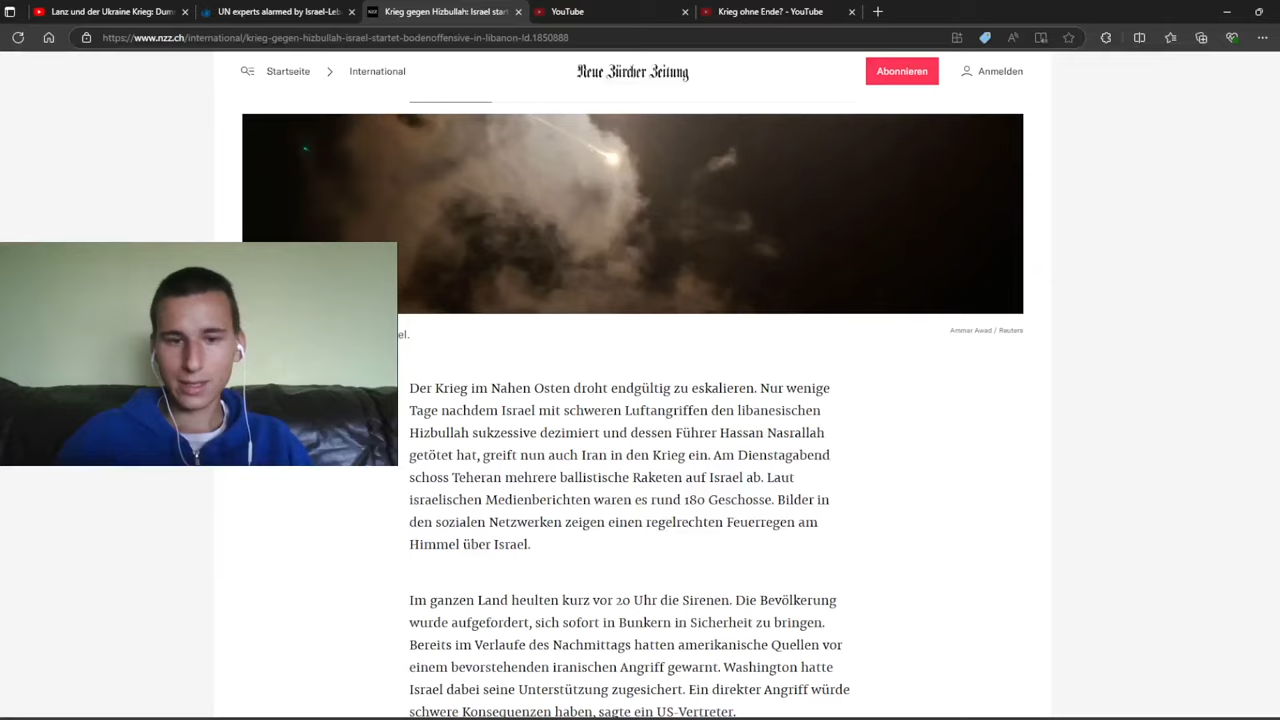 Lanz und der Ukraine Krieg: Dum
UN experts alarmed by Israel-Leb
Krieg gegen Hizbullah: Israel start
YouTube
Krieg ohne Ende? - YouTube
https://www.nzz.ch/international/krieg-gegen-hizbullah-israel-startet-bodenoffensive-in-libanon-ld.1850888
Startseite
International
Neue Zürcher Zeitung
Abonnieren
Anmelden
el.
Ammar Awad / Reuters
Der Krieg im Nahen Osten droht endgültig zu eskalieren. Nur wenige
Tage nachdem Israel mit schweren Luftangriffen den libanesischen
Hizbullah sukzessive dezimiert und dessen Führer Hassan Nasrallah
getötet hat, greift nun auch Iran in den Krieg ein. Am Dienstagabend
schoss Teheran mehrere ballistische Raketen auf Israel ab. Laut
israelischen Medienberichten waren es rund 180 Geschosse. Bilder in
den sozialen Netzwerken zeigen einen regelrechten Feuerregen am
Himmel über Israel.
Im ganzen Land heulten kurz vor 20 Uhr die Sirenen. Die Bevölkerung
wurde aufgefordert, sich sofort in Bunkern in Sicherheit zu bringen.
Bereits im Verlaufe des Nachmittags hatten amerikanische Quellen vor
einem bevorstehenden iranischen Angriff gewarnt. Washington hatte
Israel dabei seine Unterstützung zugesichert. Ein direkter Angriff würde
schwere Konsequenzen haben, sagte ein US-Vertreter.